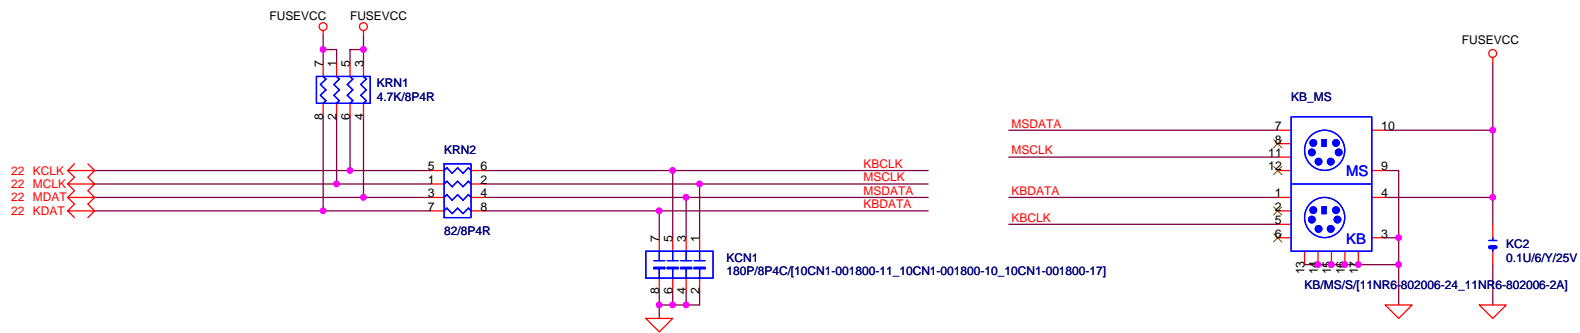 FUSEVCC FUSEVCC
7 1 5 3
KRN1
4.7K/8P4R
8 2 6 4
KRN2
22 KCLK 5 6 KBCLK
22 MCLK 1 2 MSCLK
22 MDAT 3 4 MSDATA
22 KDAT 7 8 KBDATA
82/8P4R
7 5 3 1
KCN1
180P/8P4C/[10CN1-001800-11_10CN1-001800-10_10CN1-001800-17]
8 6 4 2
FUSEVCC
KB_MS
MSDATA 7 10
8
MSCLK 11
12 MS 9
KBDATA 1 4
2
KBCLK 5
6 KB 3
13 14 15 16 17
KB/MS/S/[11NR6-802006-24_11NR6-802006-2A]
KC2
0.1U/6/Y/25V